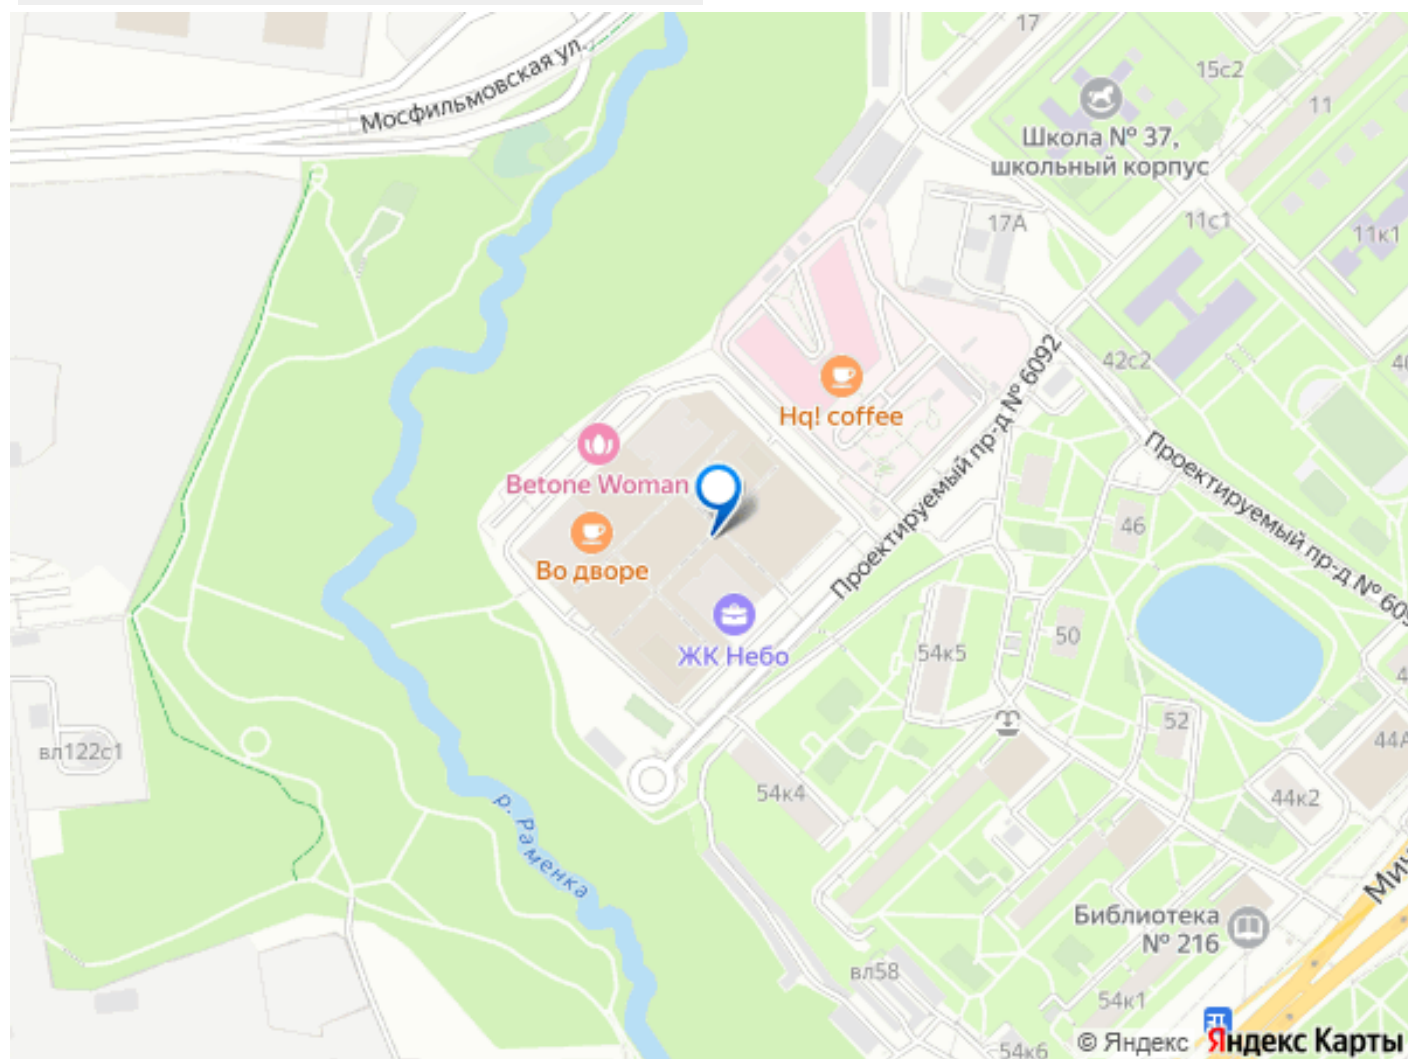 17
15с2
Мосфильмовская ул.
11
Школа № 37,
школьный корпус
17А
11с1
11к1
42с2
Hq! coffee
Проектируемый пр-д № 6092
Betone Woman
Проектируемый пр-д № 609
46
Во дворе
50
ЖК Небо
54к5
52
вл122с1
44А
54к4
44к2
р. Раменка
Мич
Библиотека
№ 216
вл58
54к1
54к6
© Яндекс
Яндекс Карты